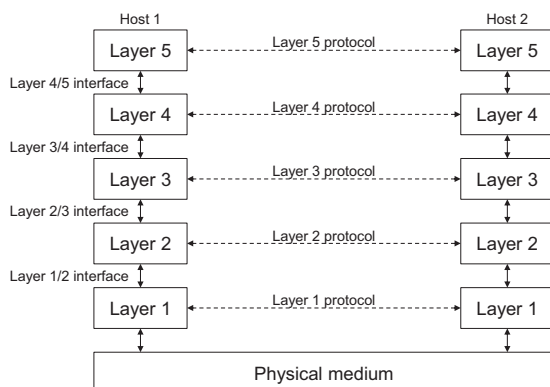 Host 1 Host 2
Layer 5 Layer 5 protocol Layer 5
Layer 4/5 interface
Layer 4 Layer 4 protocol Layer 4
Layer 3/4 interface
Layer 3 Layer 3 protocol Layer 3
Layer 2/3 interface
Layer 2 Layer 2 protocol Layer 2
Layer 1/2 interface
Layer 1 Layer 1 protocol Layer 1
Physical medium